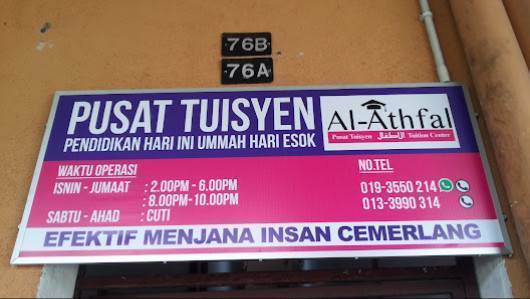 76B
76A
PUSAT TUISYEN
PENDIDIKAN HARI INI UMMAH HARI ESOK
Al-Athfal
Pusat Tuisyen الإطفال Tuition Center
WAKTU OPERASI
ISNIN - JUMAAT : 2.00PM - 6.00PM
8.00PM-10.00PM
SABTU - AHAD : CUTI
NO.TEL
019-3550 214
013-3990 314
EFEKTIF MENJANA INSAN CEMERLANG